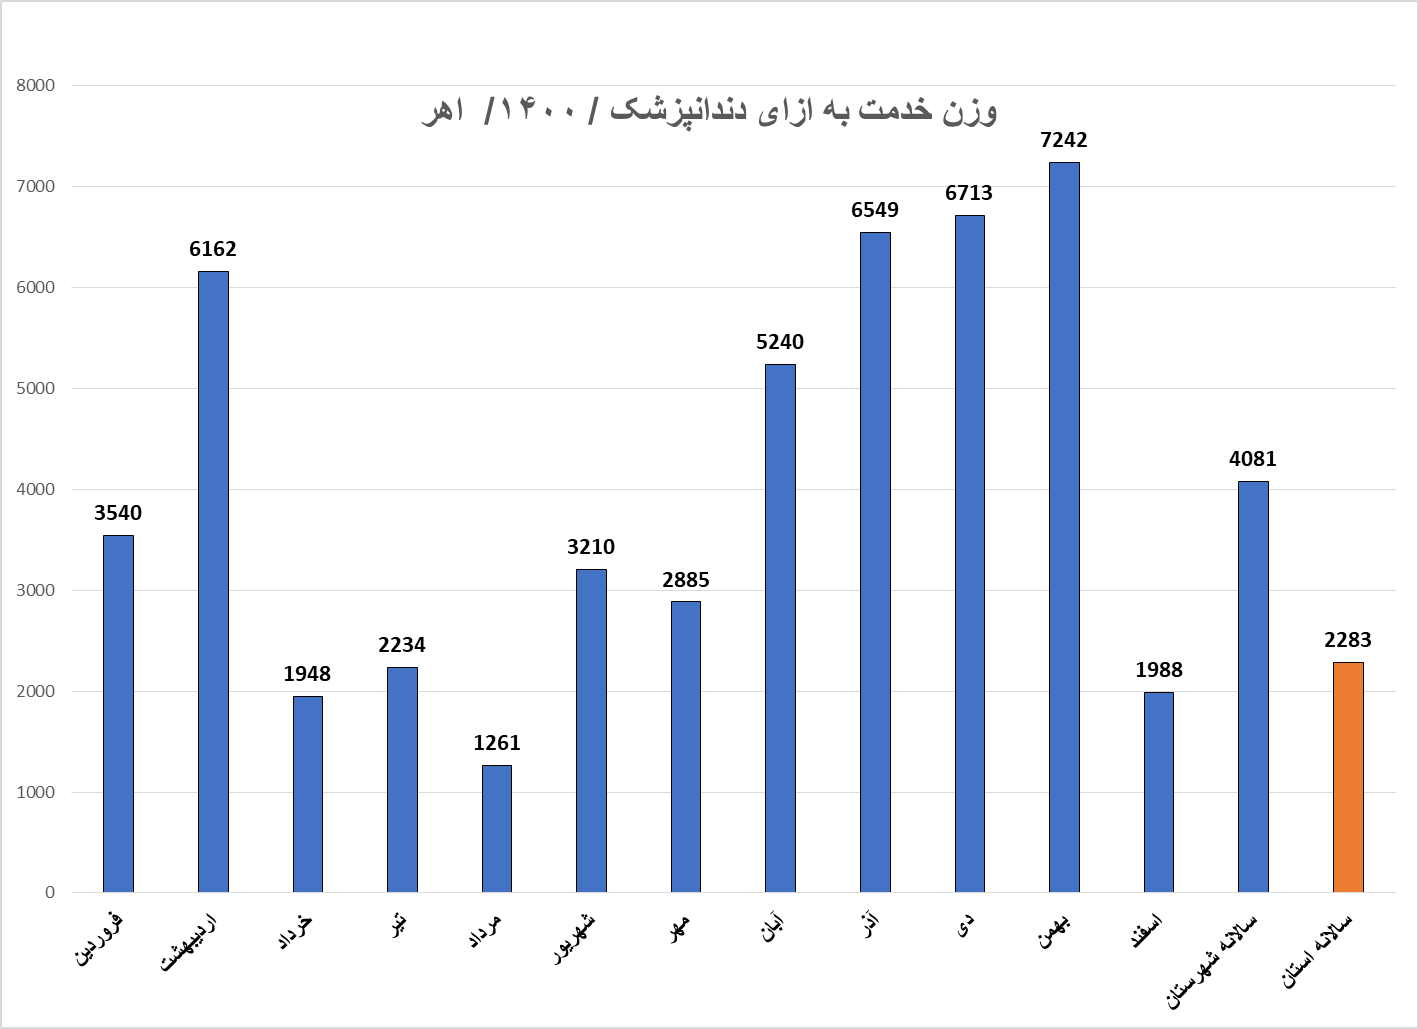 وزن خدمت به ازای دندانپزشک / ۱۴۰۰/ اهر
8000
7000
6000
5000
4000
3000
2000
1000
0
3540
6162
1948
2234
1261
3210
2885
5240
6549
6713
7242
1988
4081
2283
فروردین
اردیبهشت
خرداد
تیر
مرداد
شهریور
مهر
آبان
آذر
دی
بهمن
اسفند
سالانه شهرستان
سالانه استان